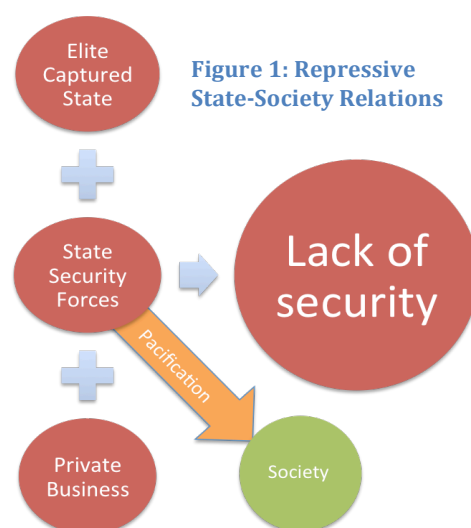 Elite
Captured
State
Figure 1: Repressive
State-Society Relations
State
Security
Forces
Lack of
security
Pacification
Private
Business
Society